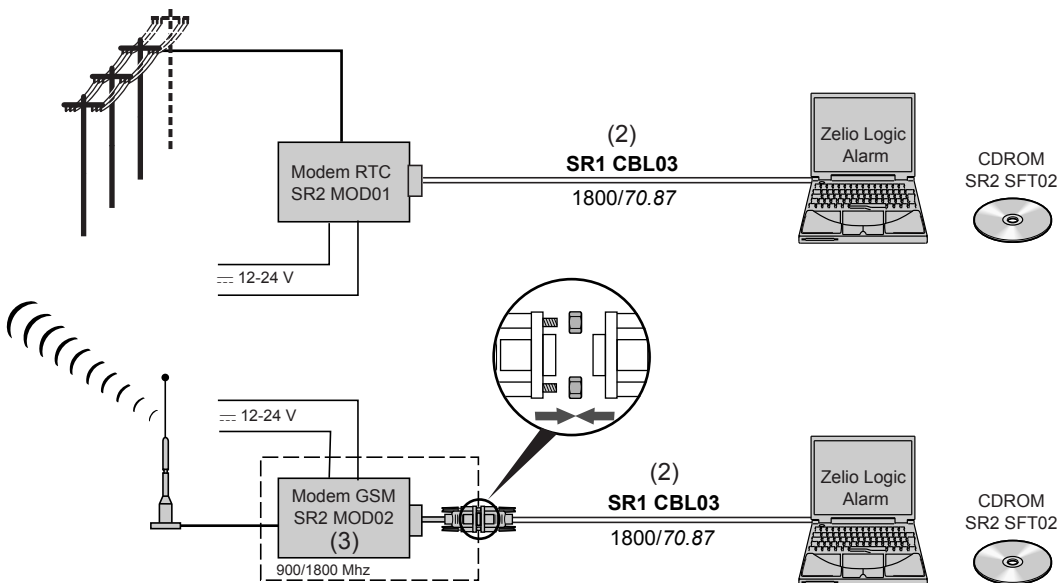 Modem RTC
SR2 MOD01
(2)
SR1 CBL03
1800/70.87
Zelio Logic
Alarm
CDROM
SR2 SFT02
12-24 V
12-24 V
Modem GSM
SR2 MOD02
(3)
900/1800 Mhz
(2)
SR1 CBL03
1800/70.87
Zelio Logic
Alarm
CDROM
SR2 SFT02